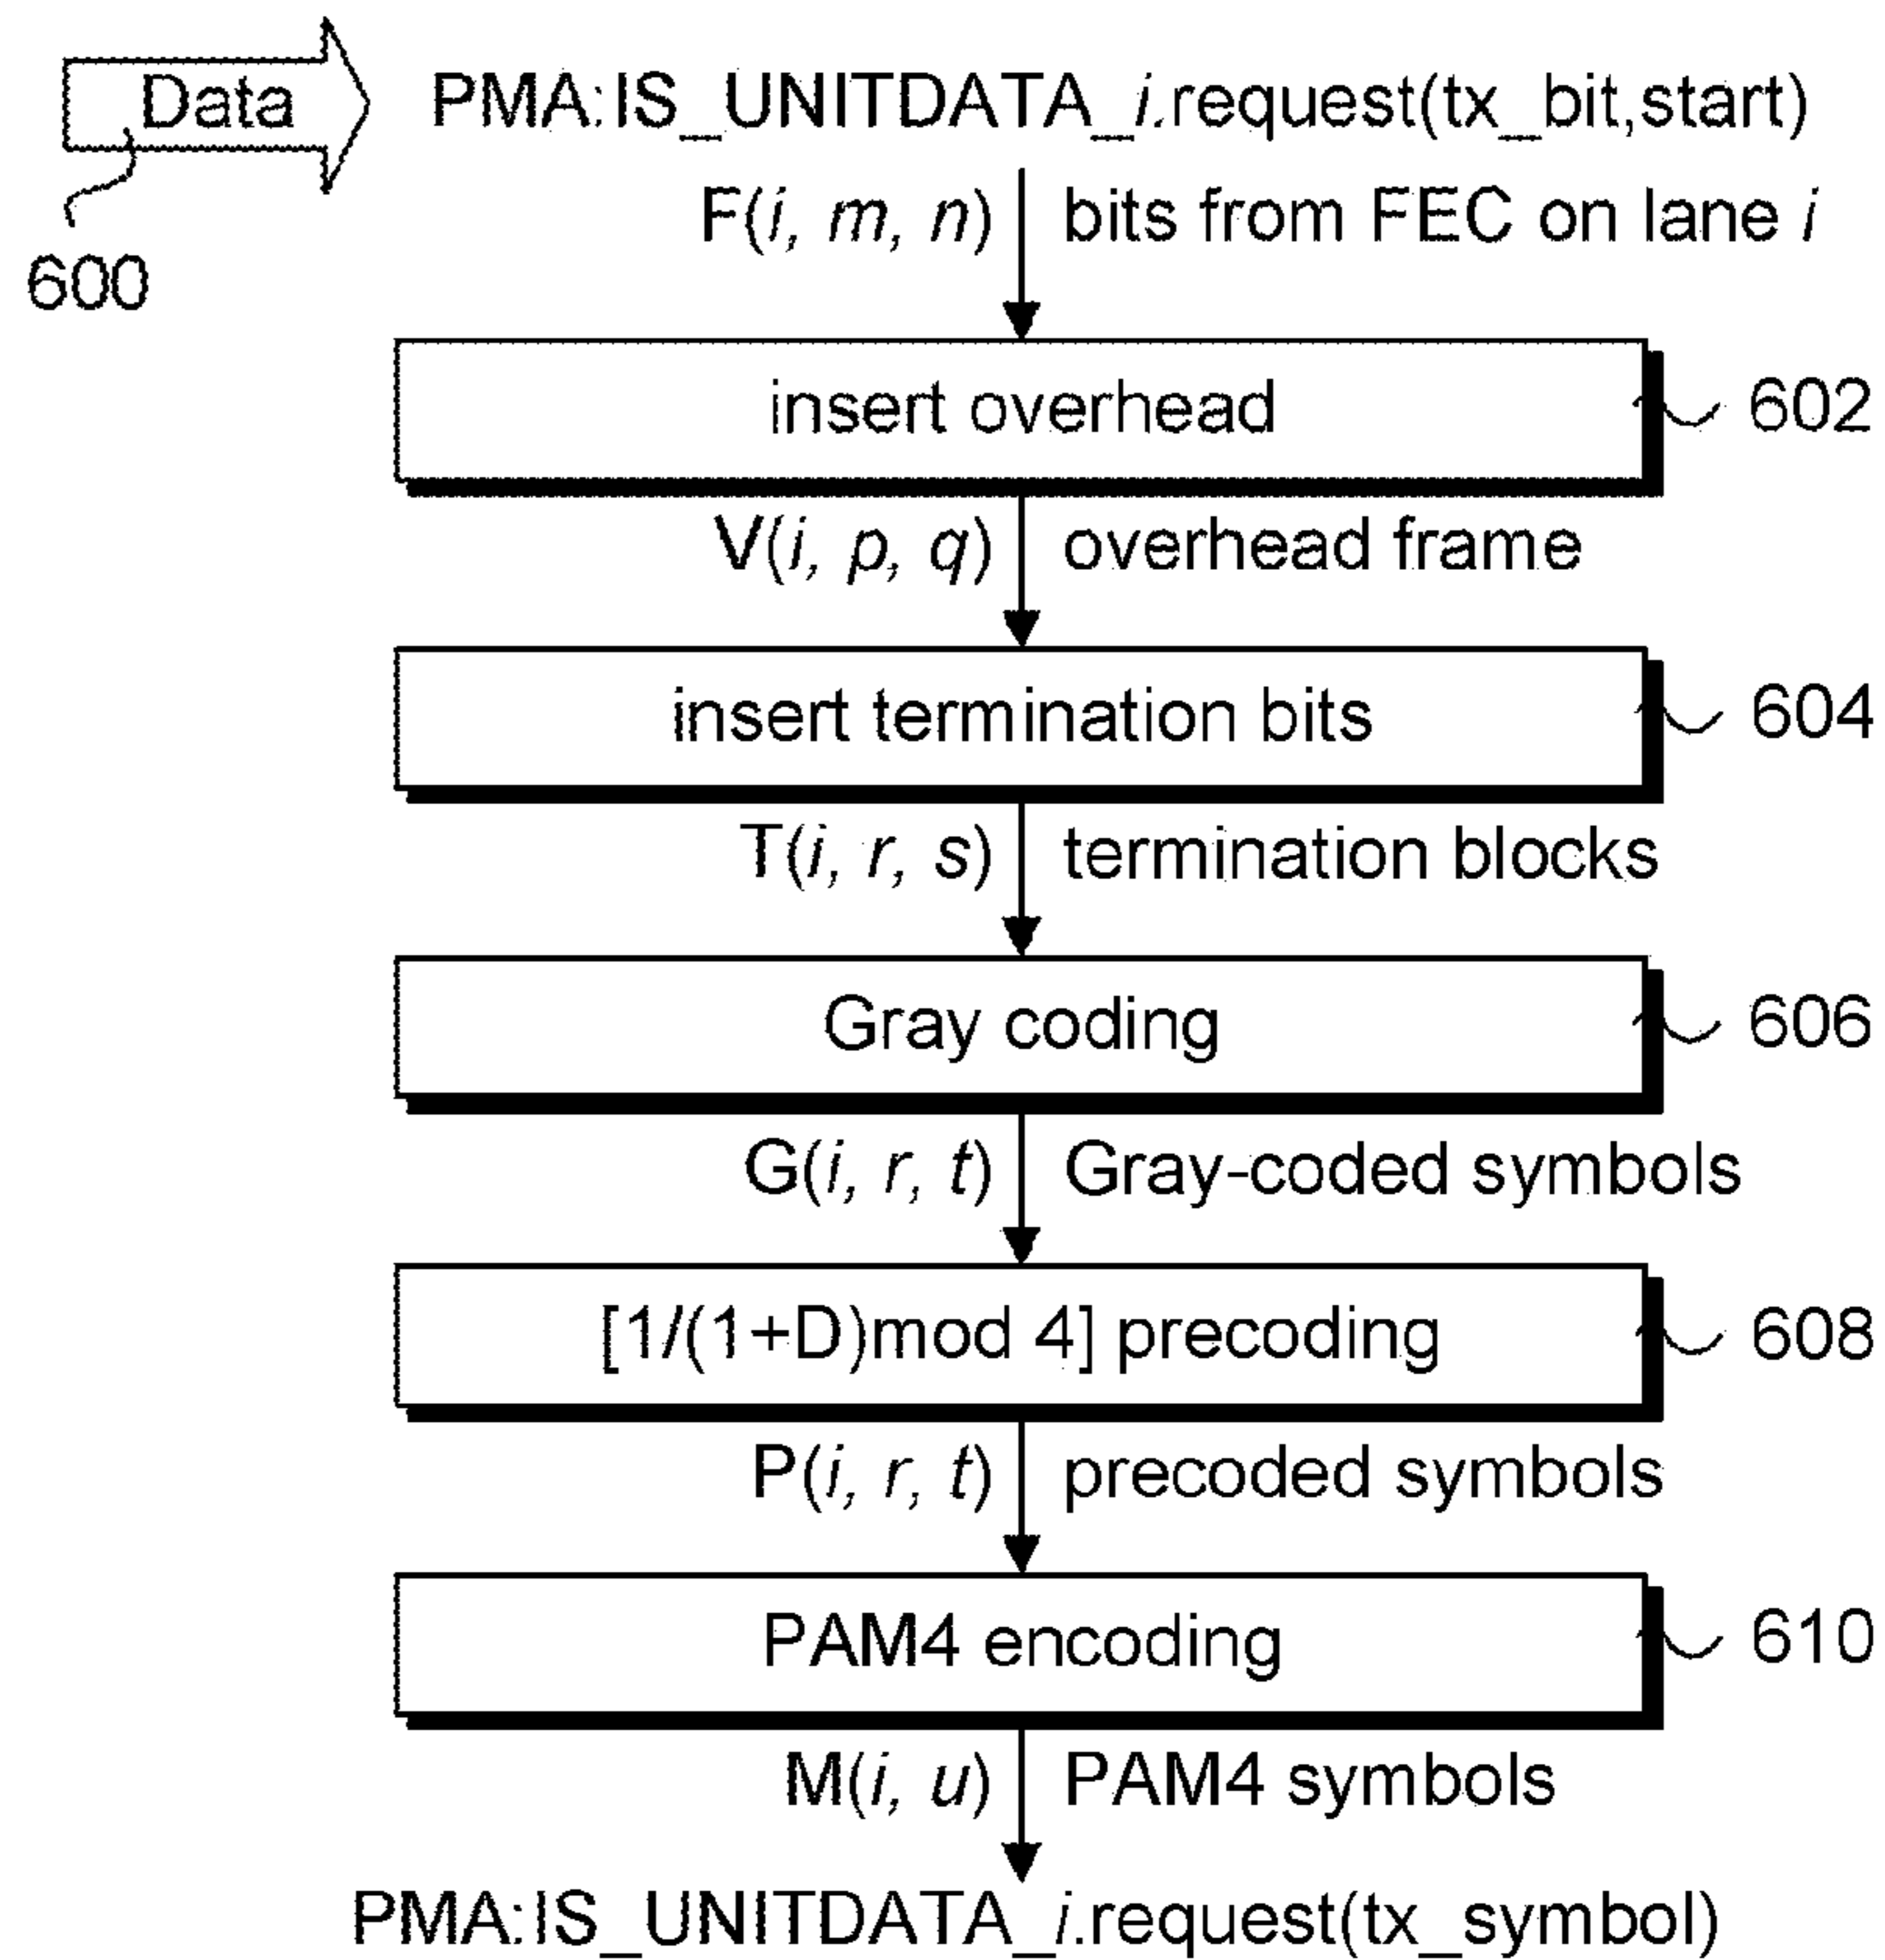 Data PMA:IS_UNITDATA_i.request(tx_bit,start)
F(i, m, n) bits from FEC on lane i
600
insert overhead 602
V(i, p, q) overhead frame
insert termination bits 604
T(i, r, s) termination blocks
Gray coding 606
G(i, r, t) Gray-coded symbols
[1/(1+D)mod 4] precoding 608
P(i, r, t) precoded symbols
PAM4 encoding 610
M(i, u) PAM4 symbols
PMA:IS_UNITDATA_i.request(tx_symbol)